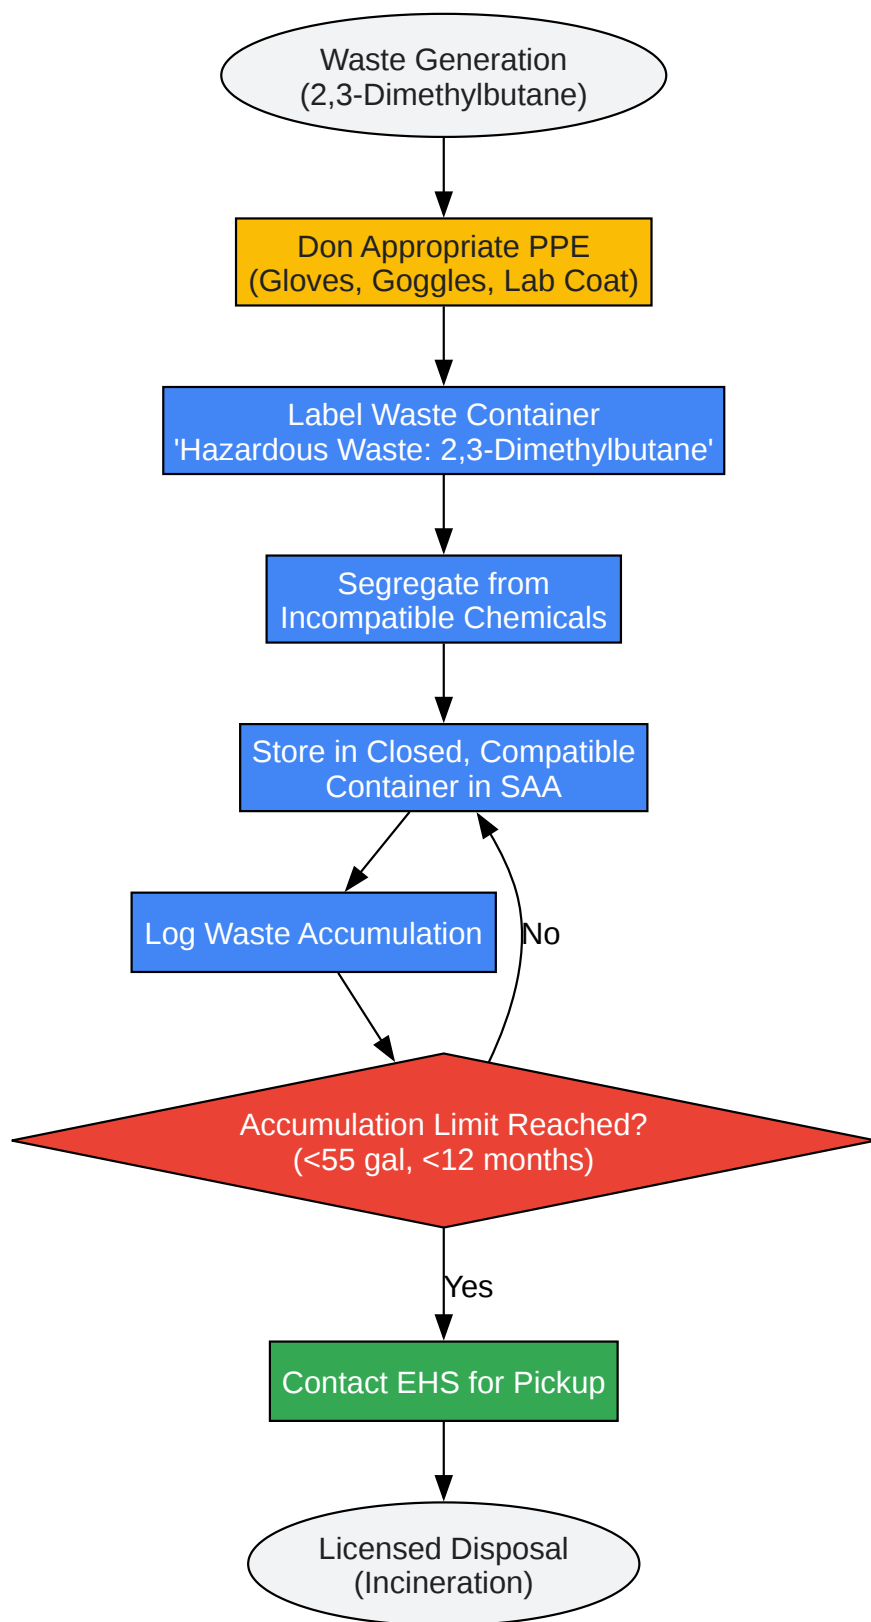 Waste Generation
(2,3-Dimethylbutane)
Don Appropriate PPE
(Gloves, Goggles, Lab Coat)
Label Waste Container
'Hazardous Waste: 2,3-Dimethylbutane'
Segregate from
Incompatible Chemicals
Store in Closed, Compatible
Container in SAA
Log Waste Accumulation
No
Accumulation Limit Reached?
(<55 gal, <12 months)
Yes
Contact EHS for Pickup
Licensed Disposal
(Incineration)